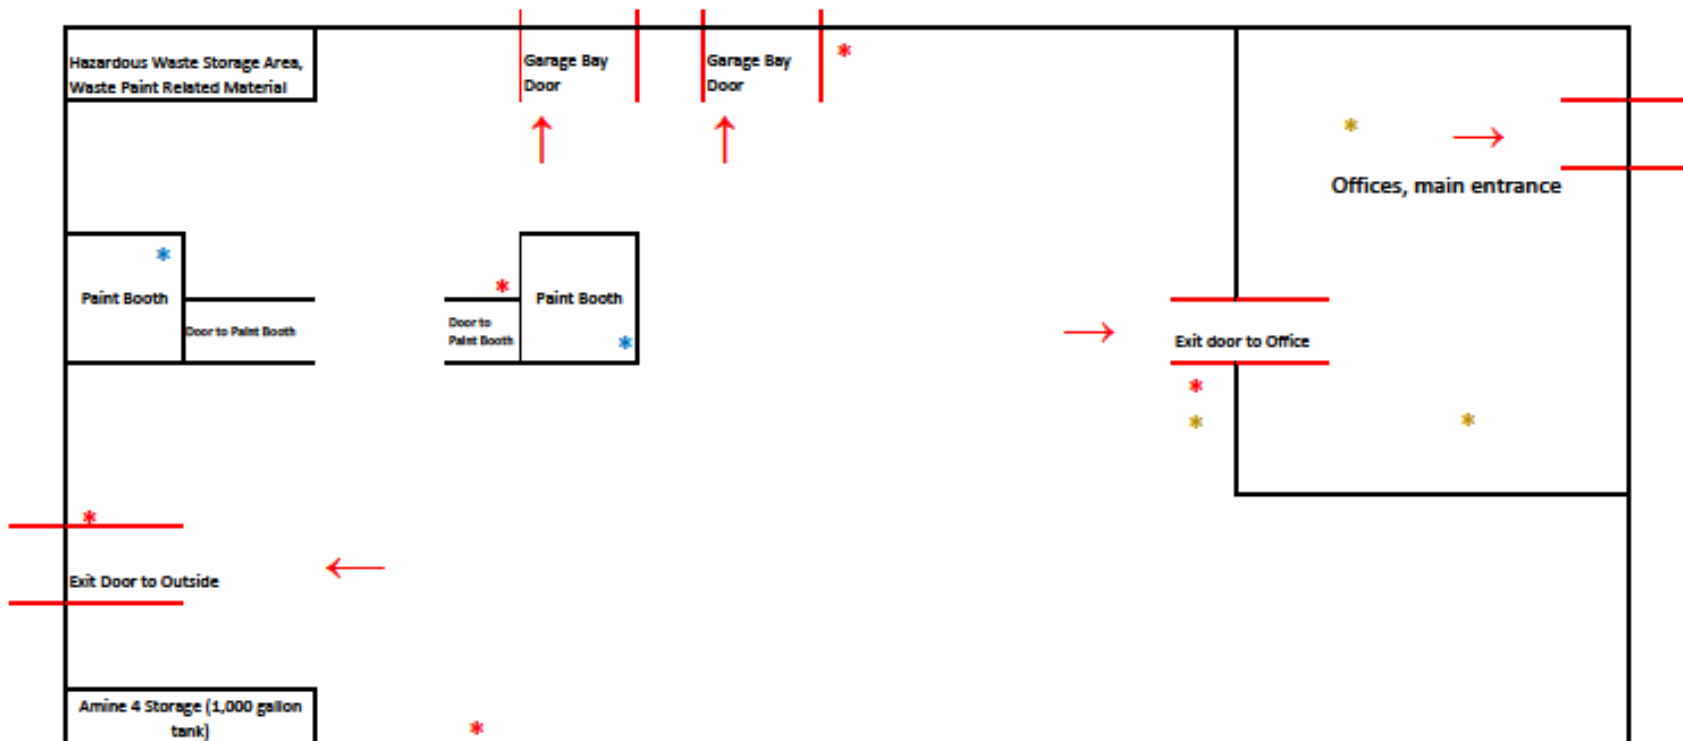 Hazardous Waste Storage Area,
Waste Paint Related Material
Garage Bay
Door
Garage Bay
Door
Offices, main entrance
Paint Booth
Door to Paint Booth
Door to
Paint Booth
Paint Booth
Exit door to Office
Exit Door to Outside
Amine 4 Storage (1,000 gallon
tank)